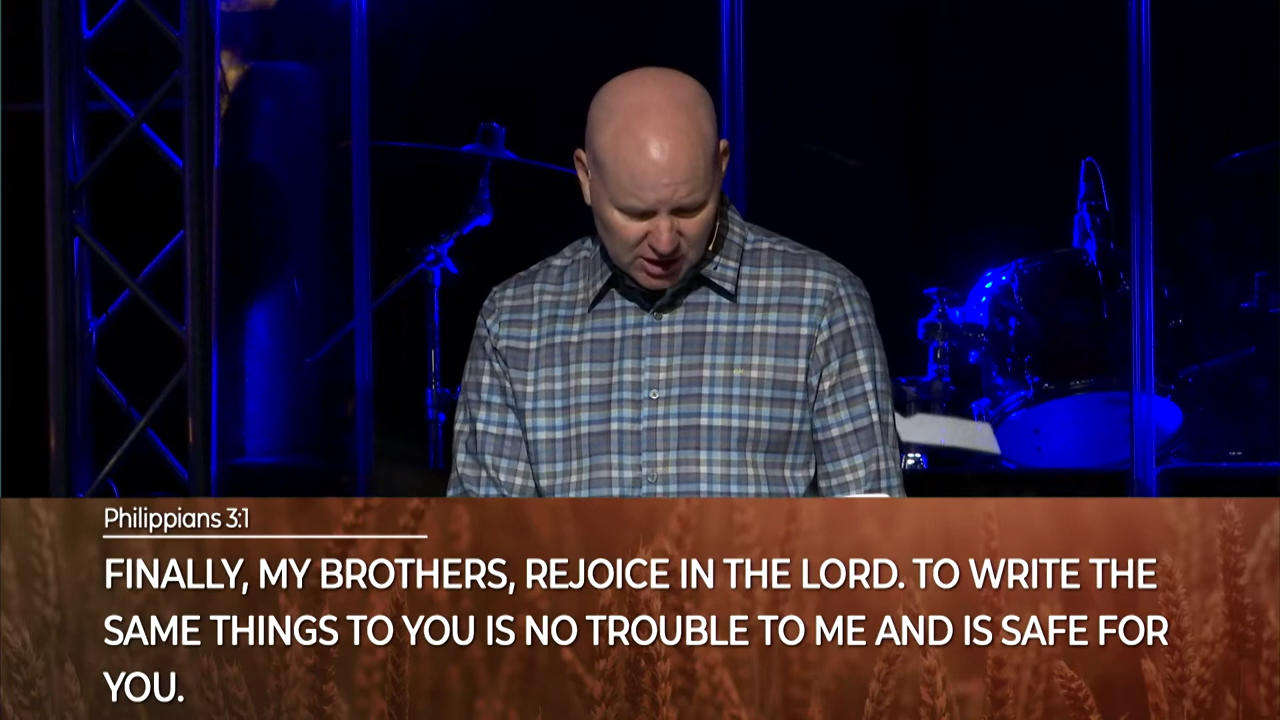 Philippians 3:1
FINALLY, MY BROTHERS, REJOICE IN THE LORD. TO WRITE THE
SAME THINGS TO YOU IS NO TROUBLE TO ME AND IS SAFE FOR
YOU.